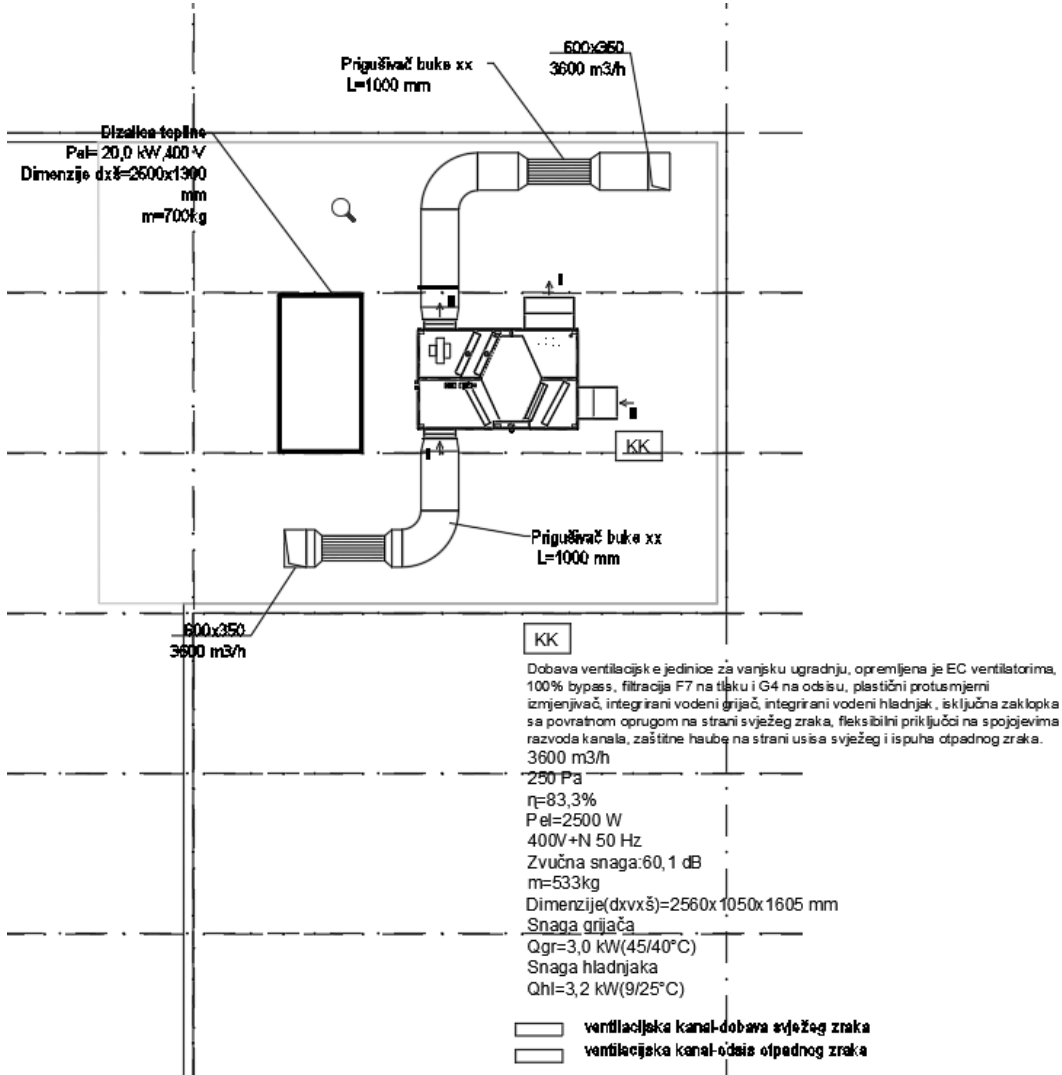 Prigušivač buke xx
L=1000 mm
600x350
3600 m3/h
Dizalica topline
Pel= 20,0 kW,400 V
Dimenzije dxš=2600x1300
mm
m=700kg
KK
Prigušivač buke xx
L=1000 mm
600x350
3600 m3/h
KK
Dobava ventilacijske jedinice za vanjsku ugradnju, opremljena je EC ventilatorima,
100% bypass, filtracija F7 na tlaku i G4 na odsisu, plastični protusmjerni
izmjenjivač, integrirani vodeni grijač, integrirani vodeni hladnjak, isključna zaklopka
sa povratnom oprugom na strani svježeg zraka, fleksibilni priključci na spojojevima
razvoda kanala, zaštitne haube na strani usisa svježeg i ispuha otpadnog zraka.
3600 m3/h
250 Pa
η=83,3%
Pel=2500 W
400V+N 50 Hz
Zvučna snaga:60,1 dB
m=533kg
Dimenzije(dxvxš)=2560x1050x1605 mm
Snaga grijača
Qgr=3,0 kW(45/40°C)
Snaga hladnjaka
Qhl=3,2 kW(9/25°C)
ventilacijska kanal-dobava svježeg zraka
ventilacijska kanal-odsis otpadnog zraka